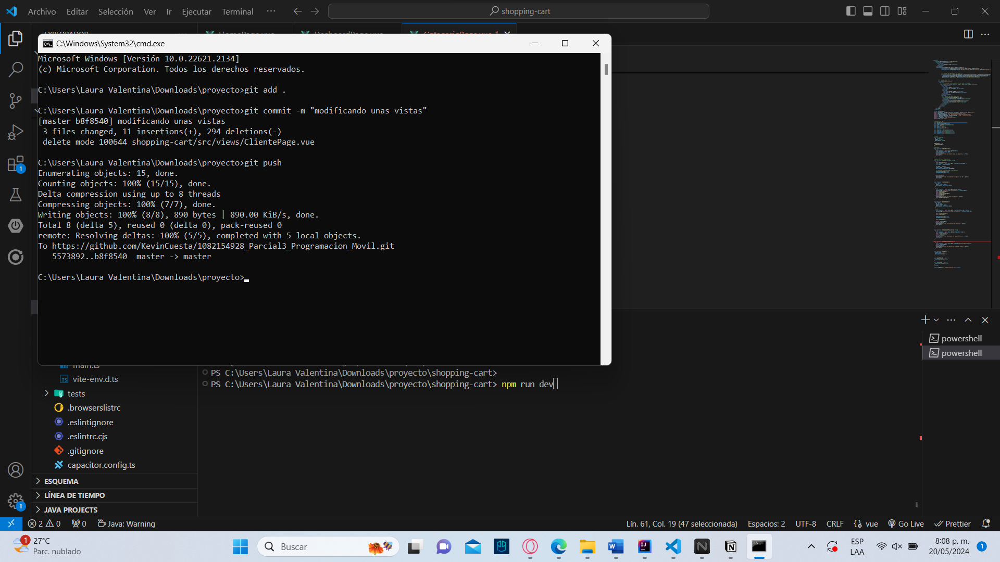 Archivo Editar Selección Ver Ir Ejecutar Terminal ··· shopping-cart
C:\Windows\System32\cmd.exe
Microsoft Windows [Versión 10.0.22621.2134]
(c) Microsoft Corporation. Todos los derechos reservados.
C:\Users\Laura Valentina\Downloads\proyecto>git add .
C:\Users\Laura Valentina\Downloads\proyecto>git commit -m "modificando unas vistas"
[master b8f8540] modificando unas vistas
3 files changed, 11 insertions(+), 294 deletions(-)
delete mode 100644 shopping-cart/src/views/ClientePage.vue
C:\Users\Laura Valentina\Downloads\proyecto>git push
Enumerating objects: 15, done.
Counting objects: 100% (15/15), done.
Delta compression using up to 8 threads
Compressing objects: 100% (7/7), done.
Writing objects: 100% (8/8), 890 bytes | 890.00 KiB/s, done.
Total 8 (delta 5), reused 0 (delta 0), pack-reused 0
remote: Resolving deltas: 100% (5/5), completed with 5 local objects.
To https://github.com/KevinCuesta/1082154928_Parcial3_Programacion_Movil.git
5573892..b8f8540 master -> master
C:\Users\Laura Valentina\Downloads\proyecto>
powershell
powershell
main.ts
vite-env.d.ts
tests
.browserslistrc
.eslintignore
.eslintrc.cjs
.gitignore
capacitor.config.ts
ESQUEMA
LÍNEA DE TIEMPO
JAVA PROJECTS
PS C:\Users\Laura Valentina\Downloads\proyecto\shopping-cart>
PS C:\Users\Laura Valentina\Downloads\proyecto\shopping-cart> npm run dev
1
1
2 0 0 Java: Warning Lín. 61, Col. 19 (47 seleccionada) Espacios: 2 UTF-8 CRLF vue Go Live Prettier
1 27°C
Parc. nublado
Buscar
ESP
LAA
8:08 p. m.
20/05/2024
1